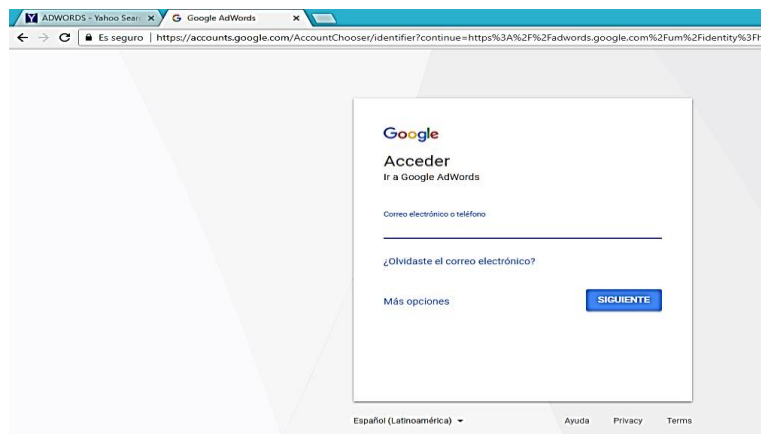 ADWORDS - Yahoo Sear
Google AdWords
Es seguro | https://accounts.google.com/AccountChooser/identifier?continue=https%3A%2F%2Fadwords.google.com%2Fum%2Fidentity%3Fh
Google
Acceder
Ir a Google AdWords
Correo electrónico o teléfono
¿Olvidaste el correo electrónico?
Más opciones
SIGUIENTE
Español (Latinoamérica)
Ayuda Privacy Terms